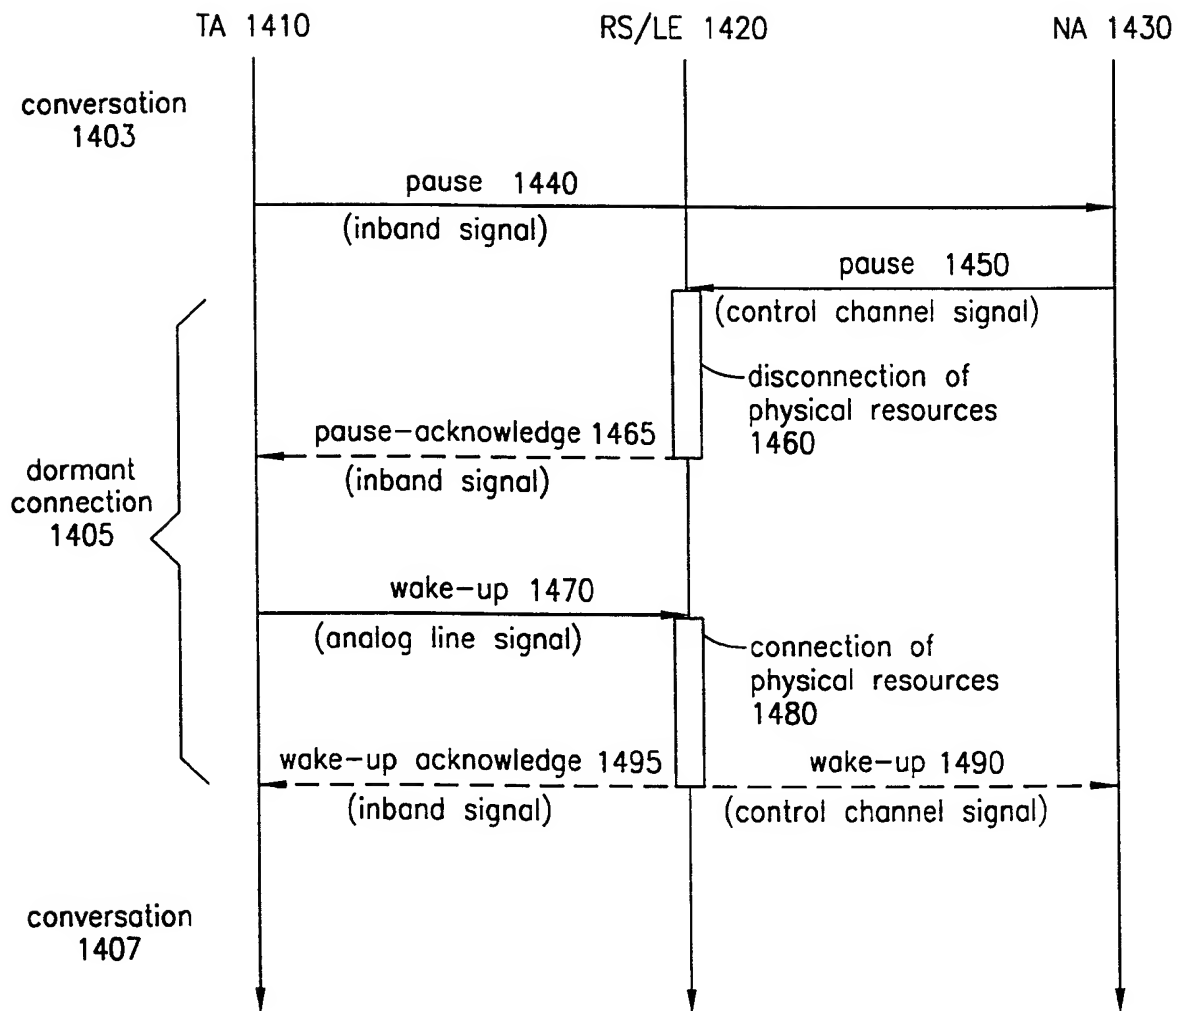 TA 1410
RS/LE 1420
NA 1430
conversation
1403
pause 1440
(inband signal)
pause 1450
(control channel signal)
disconnection of
physical resources
1460
pause-acknowledge 1465
(inband signal)
dormant
connection
1405
wake-up 1470
(analog line signal)
connection of
physical resources
1480
wake-up acknowledge 1495
(inband signal)
wake-up 1490
(control channel signal)
conversation
1407